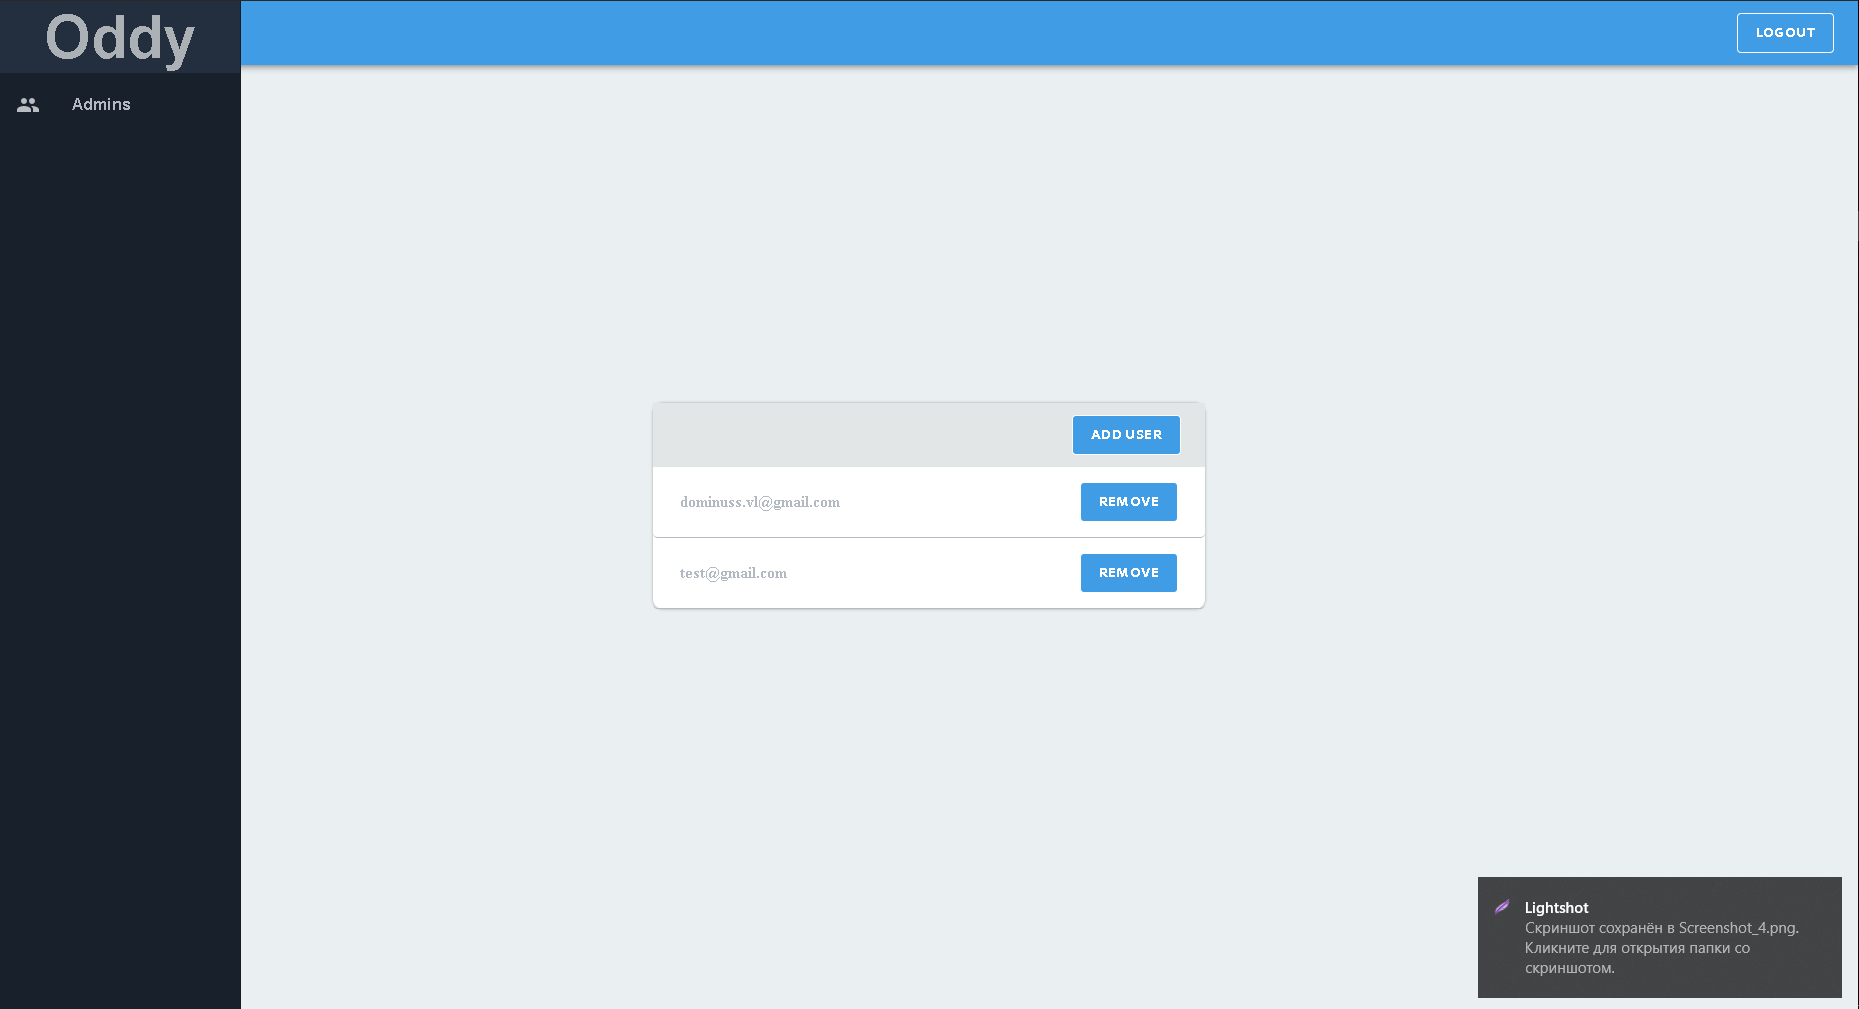 Oddy
LOGOUT
Admins
ADD USER
dominuss.vl@gmail.com
REMOVE
test@gmail.com
REMOVE
Lightshot
Скриншот сохранён в Screenshot_4.png.
Кликните для открытия папки со
скриншотом.